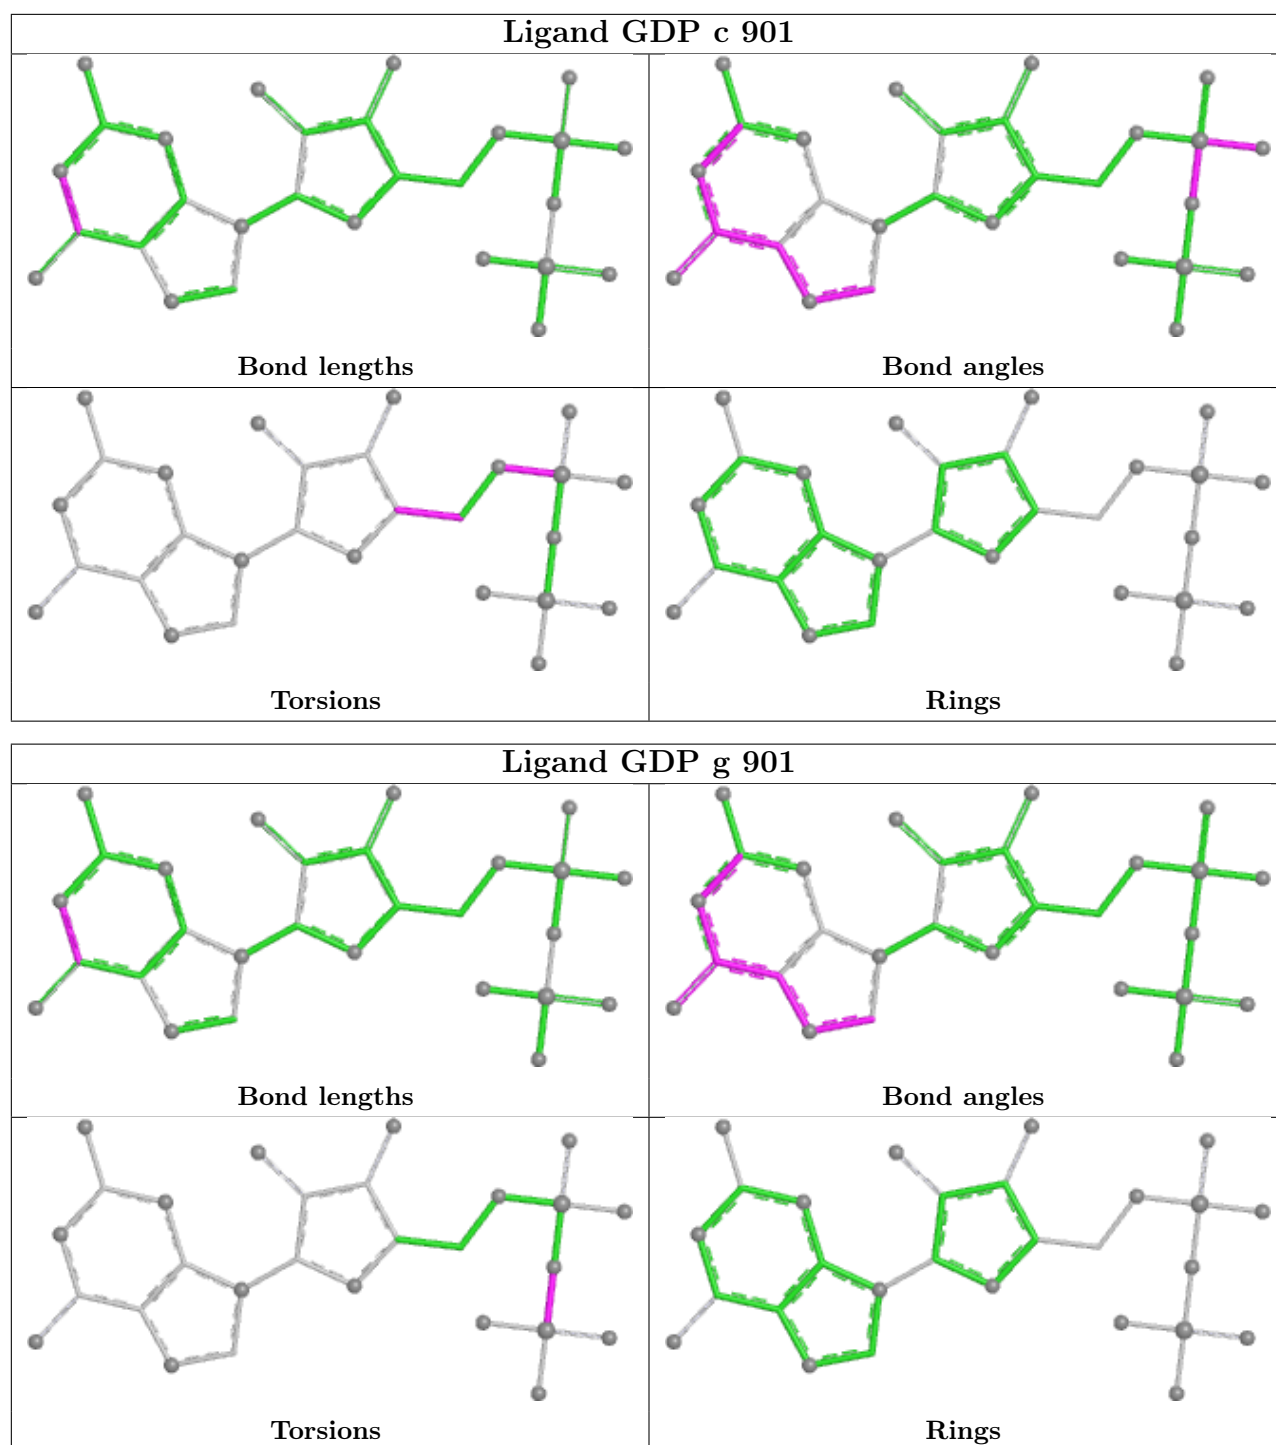 Ligand GDP c 901
Bond lengths Bond angles
Torsions Rings
Ligand GDP g 901
Bond lengths Bond angles
Torsions Rings